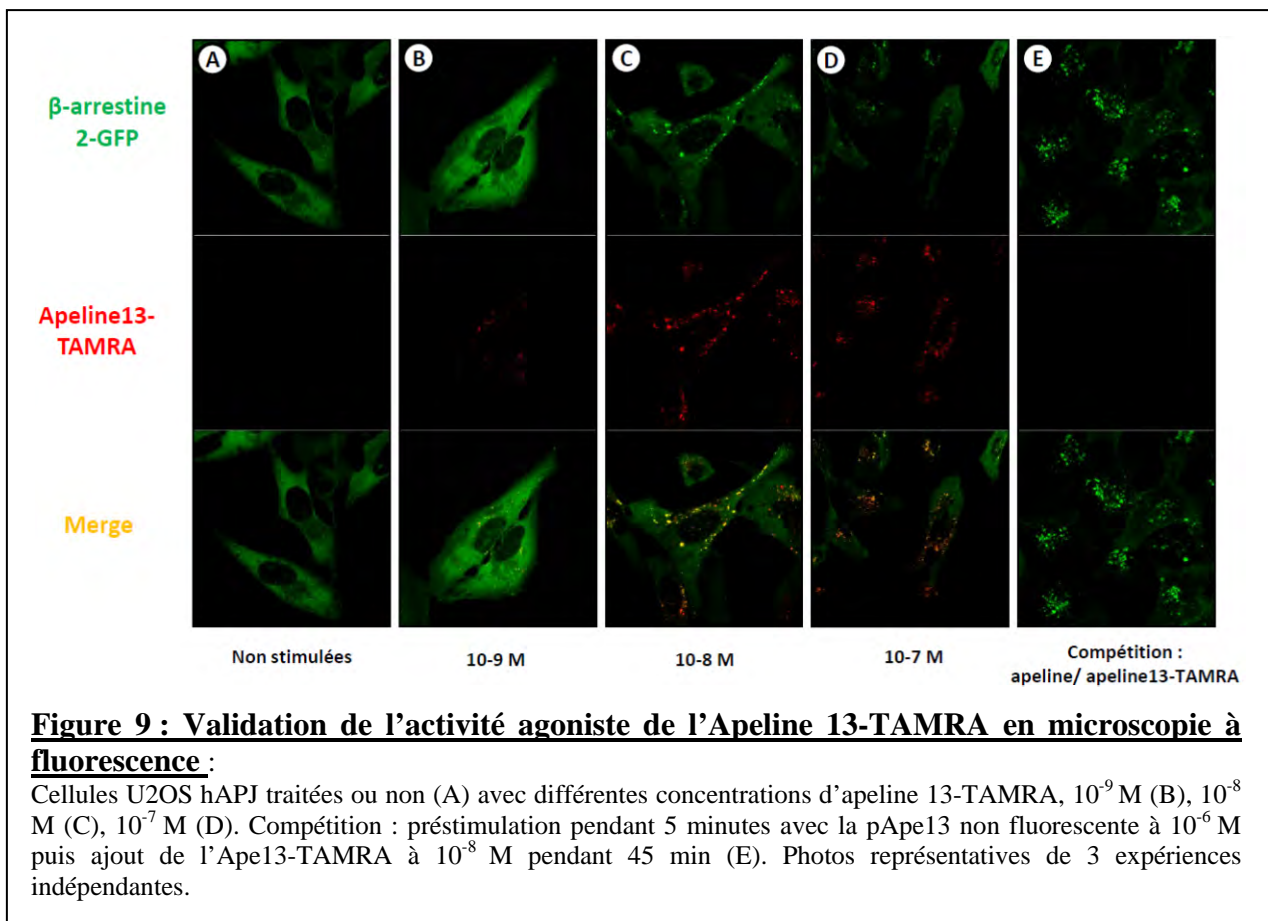 A
B
C
D
E
β-arrestine
2-GFP
Apeline13-
TAMRA
Merge
Non stimulées
10-9 M
10-8 M
10-7 M
Compétition :
apeline/ apeline13-TAMRA
Figure 9 : Validation de l’activité agoniste de l’Apeline 13-TAMRA en microscopie à
fluorescence :
Cellules U2OS hAPJ traitées ou non (A) avec différentes concentrations d’apeline 13-TAMRA, 10⁻⁹ M (B), 10⁻⁸
M (C), 10⁻⁷ M (D). Compétition : préstimulation pendant 5 minutes avec la pApe13 non fluorescente à 10⁻⁶ M
puis ajout de l’Ape13-TAMRA à 10⁻⁸ M pendant 45 min (E). Photos représentatives de 3 expériences
indépendantes.